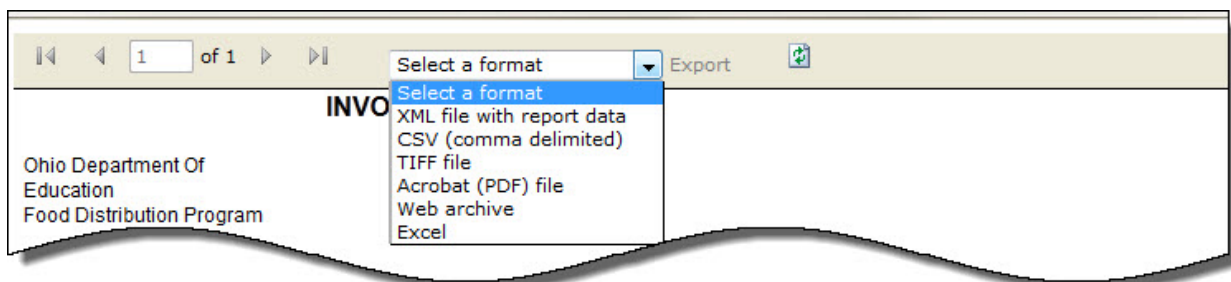 1 of 1 Select a format Export
Select a format
INVO
XML file with report data
CSV (comma delimited)
TIFF file
Acrobat (PDF) file
Web archive
Excel
Ohio Department Of
Education
Food Distribution Program